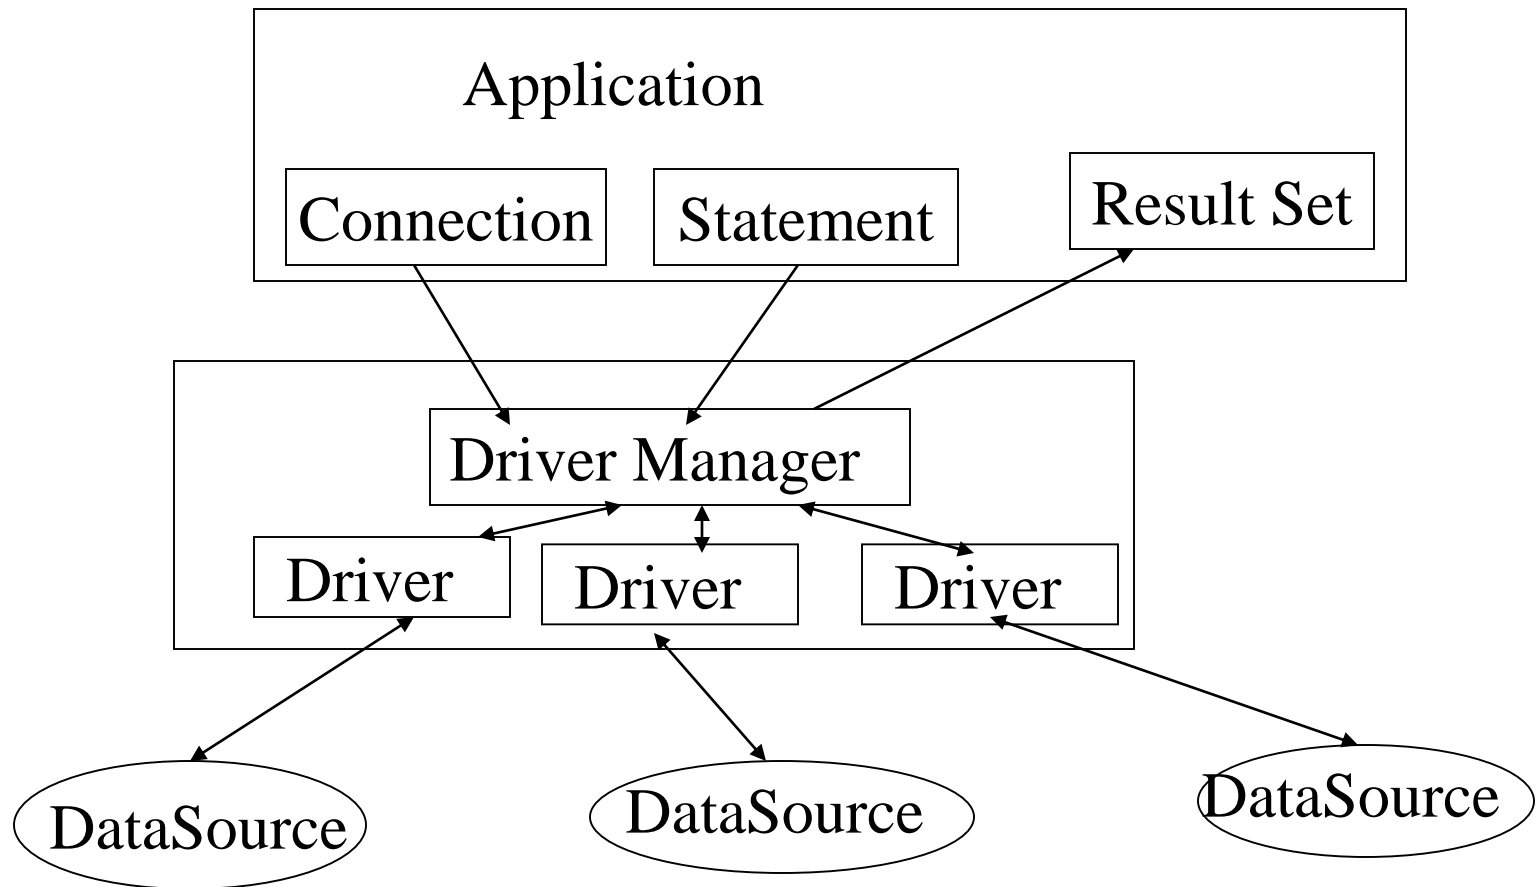 Application
Connection
Statement
Result Set
Driver Manager
Driver
Driver
Driver
DataSource
DataSource
DataSource